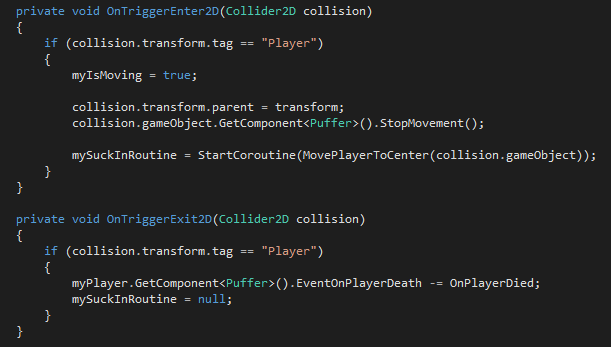 private void OnTriggerEnter2D(Collider2D collision)
{
    if (collision.transform.tag == "Player")
    {
        myIsMoving = true;

        collision.transform.parent = transform;
        collision.gameObject.GetComponent<Puffer>().StopMovement();

        mySuckInRoutine = StartCoroutine(MovePlayerToCenter(collision.gameObject));
    }
}

private void OnTriggerExit2D(Collider2D collision)
{
    if (collision.transform.tag == "Player")
    {
        myPlayer.GetComponent<Puffer>().EventOnPlayerDeath -= OnPlayerDied;
        mySuckInRoutine = null;
    }
}